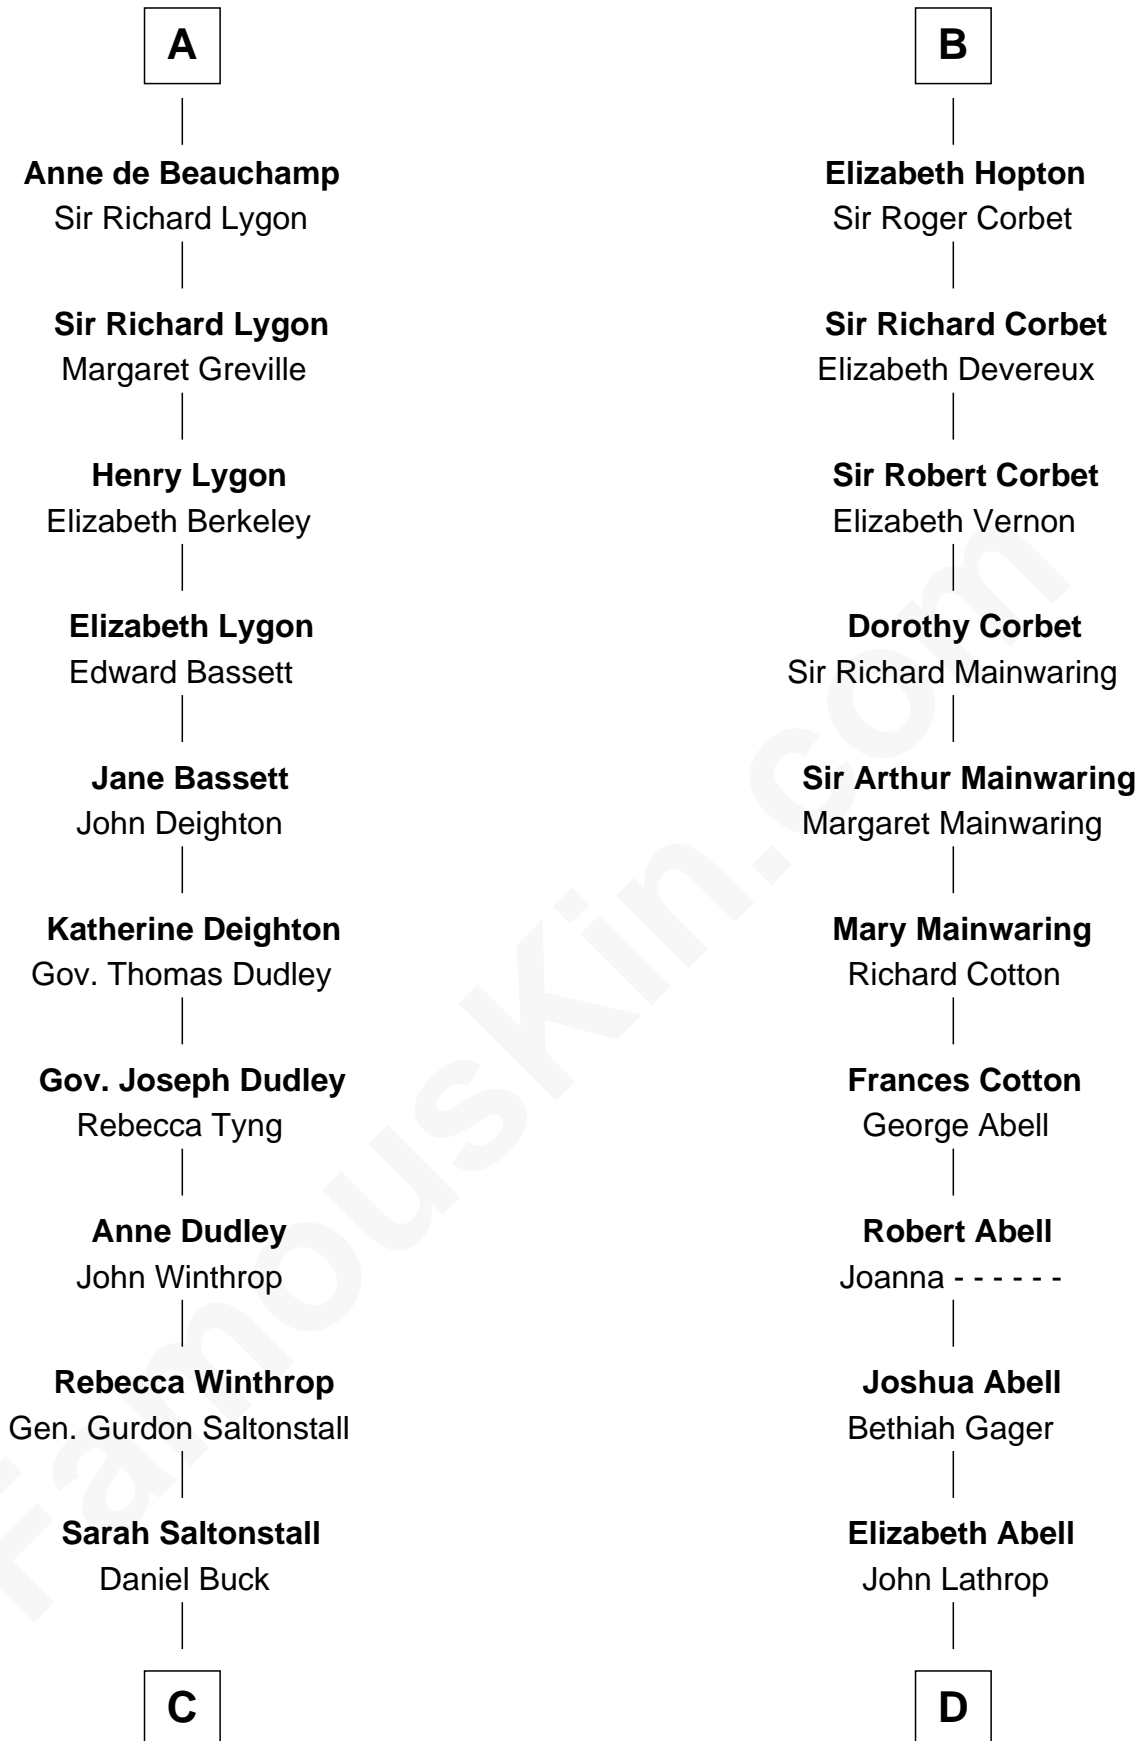 A
Anne de Beauchamp
Sir Richard Lygon
Sir Richard Lygon
Margaret Greville
Henry Lygon
Elizabeth Berkeley
Elizabeth Lygon
Edward Bassett
Jane Bassett
John Deighton
Katherine Deighton
Gov. Thomas Dudley
Gov. Joseph Dudley
Rebecca Tyng
Anne Dudley
John Winthrop
Rebecca Winthrop
Gen. Gurdon Saltonstall
Sarah Saltonstall
Daniel Buck
C
B
Elizabeth Hopton
Sir Roger Corbet
Sir Richard Corbet
Elizabeth Devereux
Sir Robert Corbet
Elizabeth Vernon
Dorothy Corbet
Sir Richard Mainwaring
Sir Arthur Mainwaring
Margaret Mainwaring
Mary Mainwaring
Richard Cotton
Frances Cotton
George Abell
Robert Abell
Joanna - - - - - -
Joshua Abell
Bethiah Gager
Elizabeth Abell
John Lathrop
D
FamousKin.com